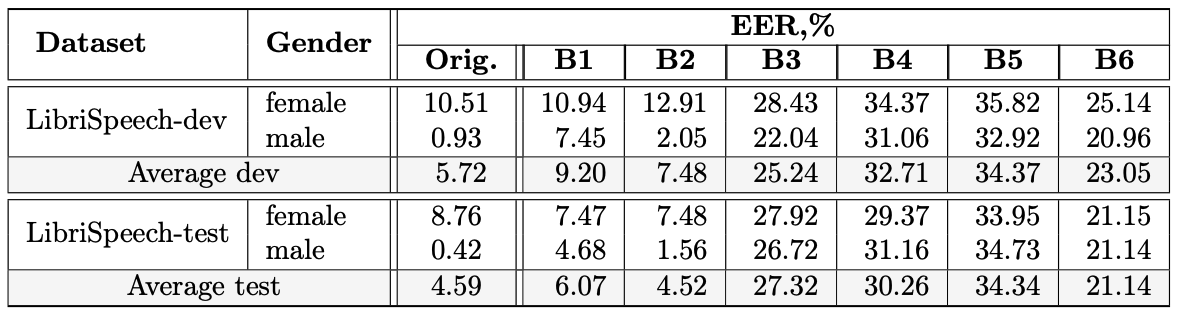 Dataset Gender EER,%
Orig. B1 B2 B3 B4 B5 B6
LibriSpeech-dev female 10.51 10.94 12.91 28.43 34.37 35.82 25.14
male 0.93 7.45 2.05 22.04 31.06 32.92 20.96
Average dev 5.72 9.20 7.48 25.24 32.71 34.37 23.05
LibriSpeech-test female 8.76 7.47 7.48 27.92 29.37 33.95 21.15
male 0.42 4.68 1.56 26.72 31.16 34.73 21.14
Average test 4.59 6.07 4.52 27.32 30.26 34.34 21.14